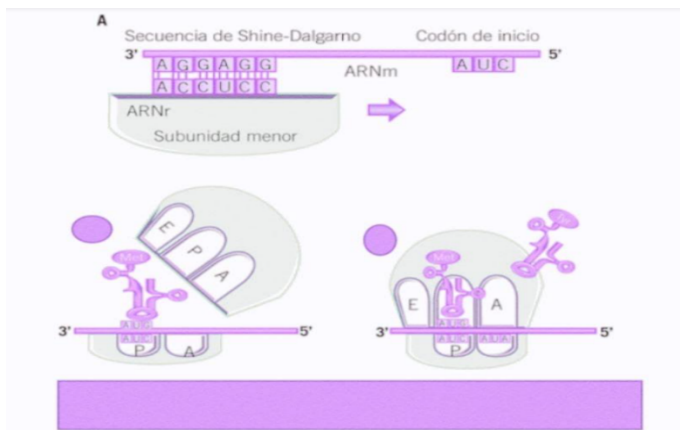 A
Secuencia de Shine-Dalgarno
Codón de inicio
3'
5'
A G G A G G
A U C
ARNm
A C C U C C
ARNr
Subunidad menor
E
P
A
Met
3'
5'
P
A
Met
E
A
3'
5'
P